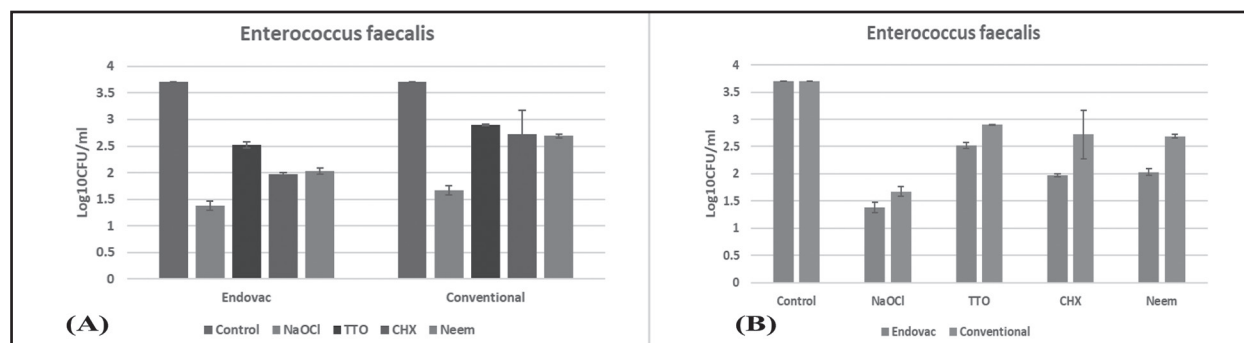 Enterococcus faecalis
Log10CFU/ml
4
3.5
3
2.5
2
1.5
1
0.5
0
Endovac Conventional
Control NaOCl TTO CHX Neem
(A)
Enterococcus faecalis
Log10CFU/ml
4
3.5
3
2.5
2
1.5
1
0.5
0
Control NaOCl TTO CHX Neem
Endovac Conventional
(B)